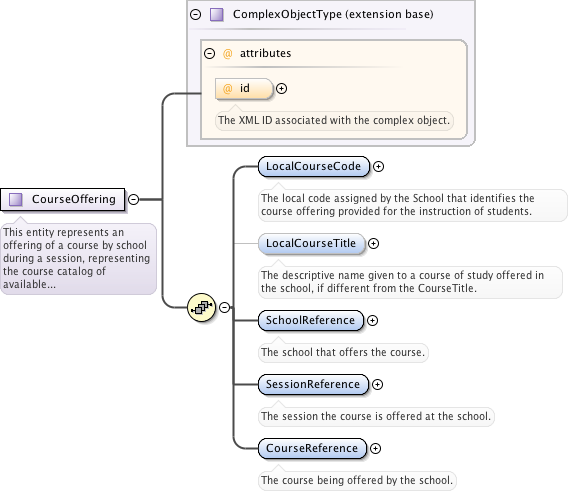 ComplexObjectType (extension base)
@ attributes
@ id
The XML ID associated with the complex object.
CourseOffering
This entity represents an
offering of a course by school
during a session, representing
the course catalog of
available...
LocalCourseCode
The local code assigned by the School that identifies the
course offering provided for the instruction of students.
LocalCourseTitle
The descriptive name given to a course of study offered in
the school, if different from the CourseTitle.
SchoolReference
The school that offers the course.
SessionReference
The session the course is offered at the school.
CourseReference
The course being offered by the school.